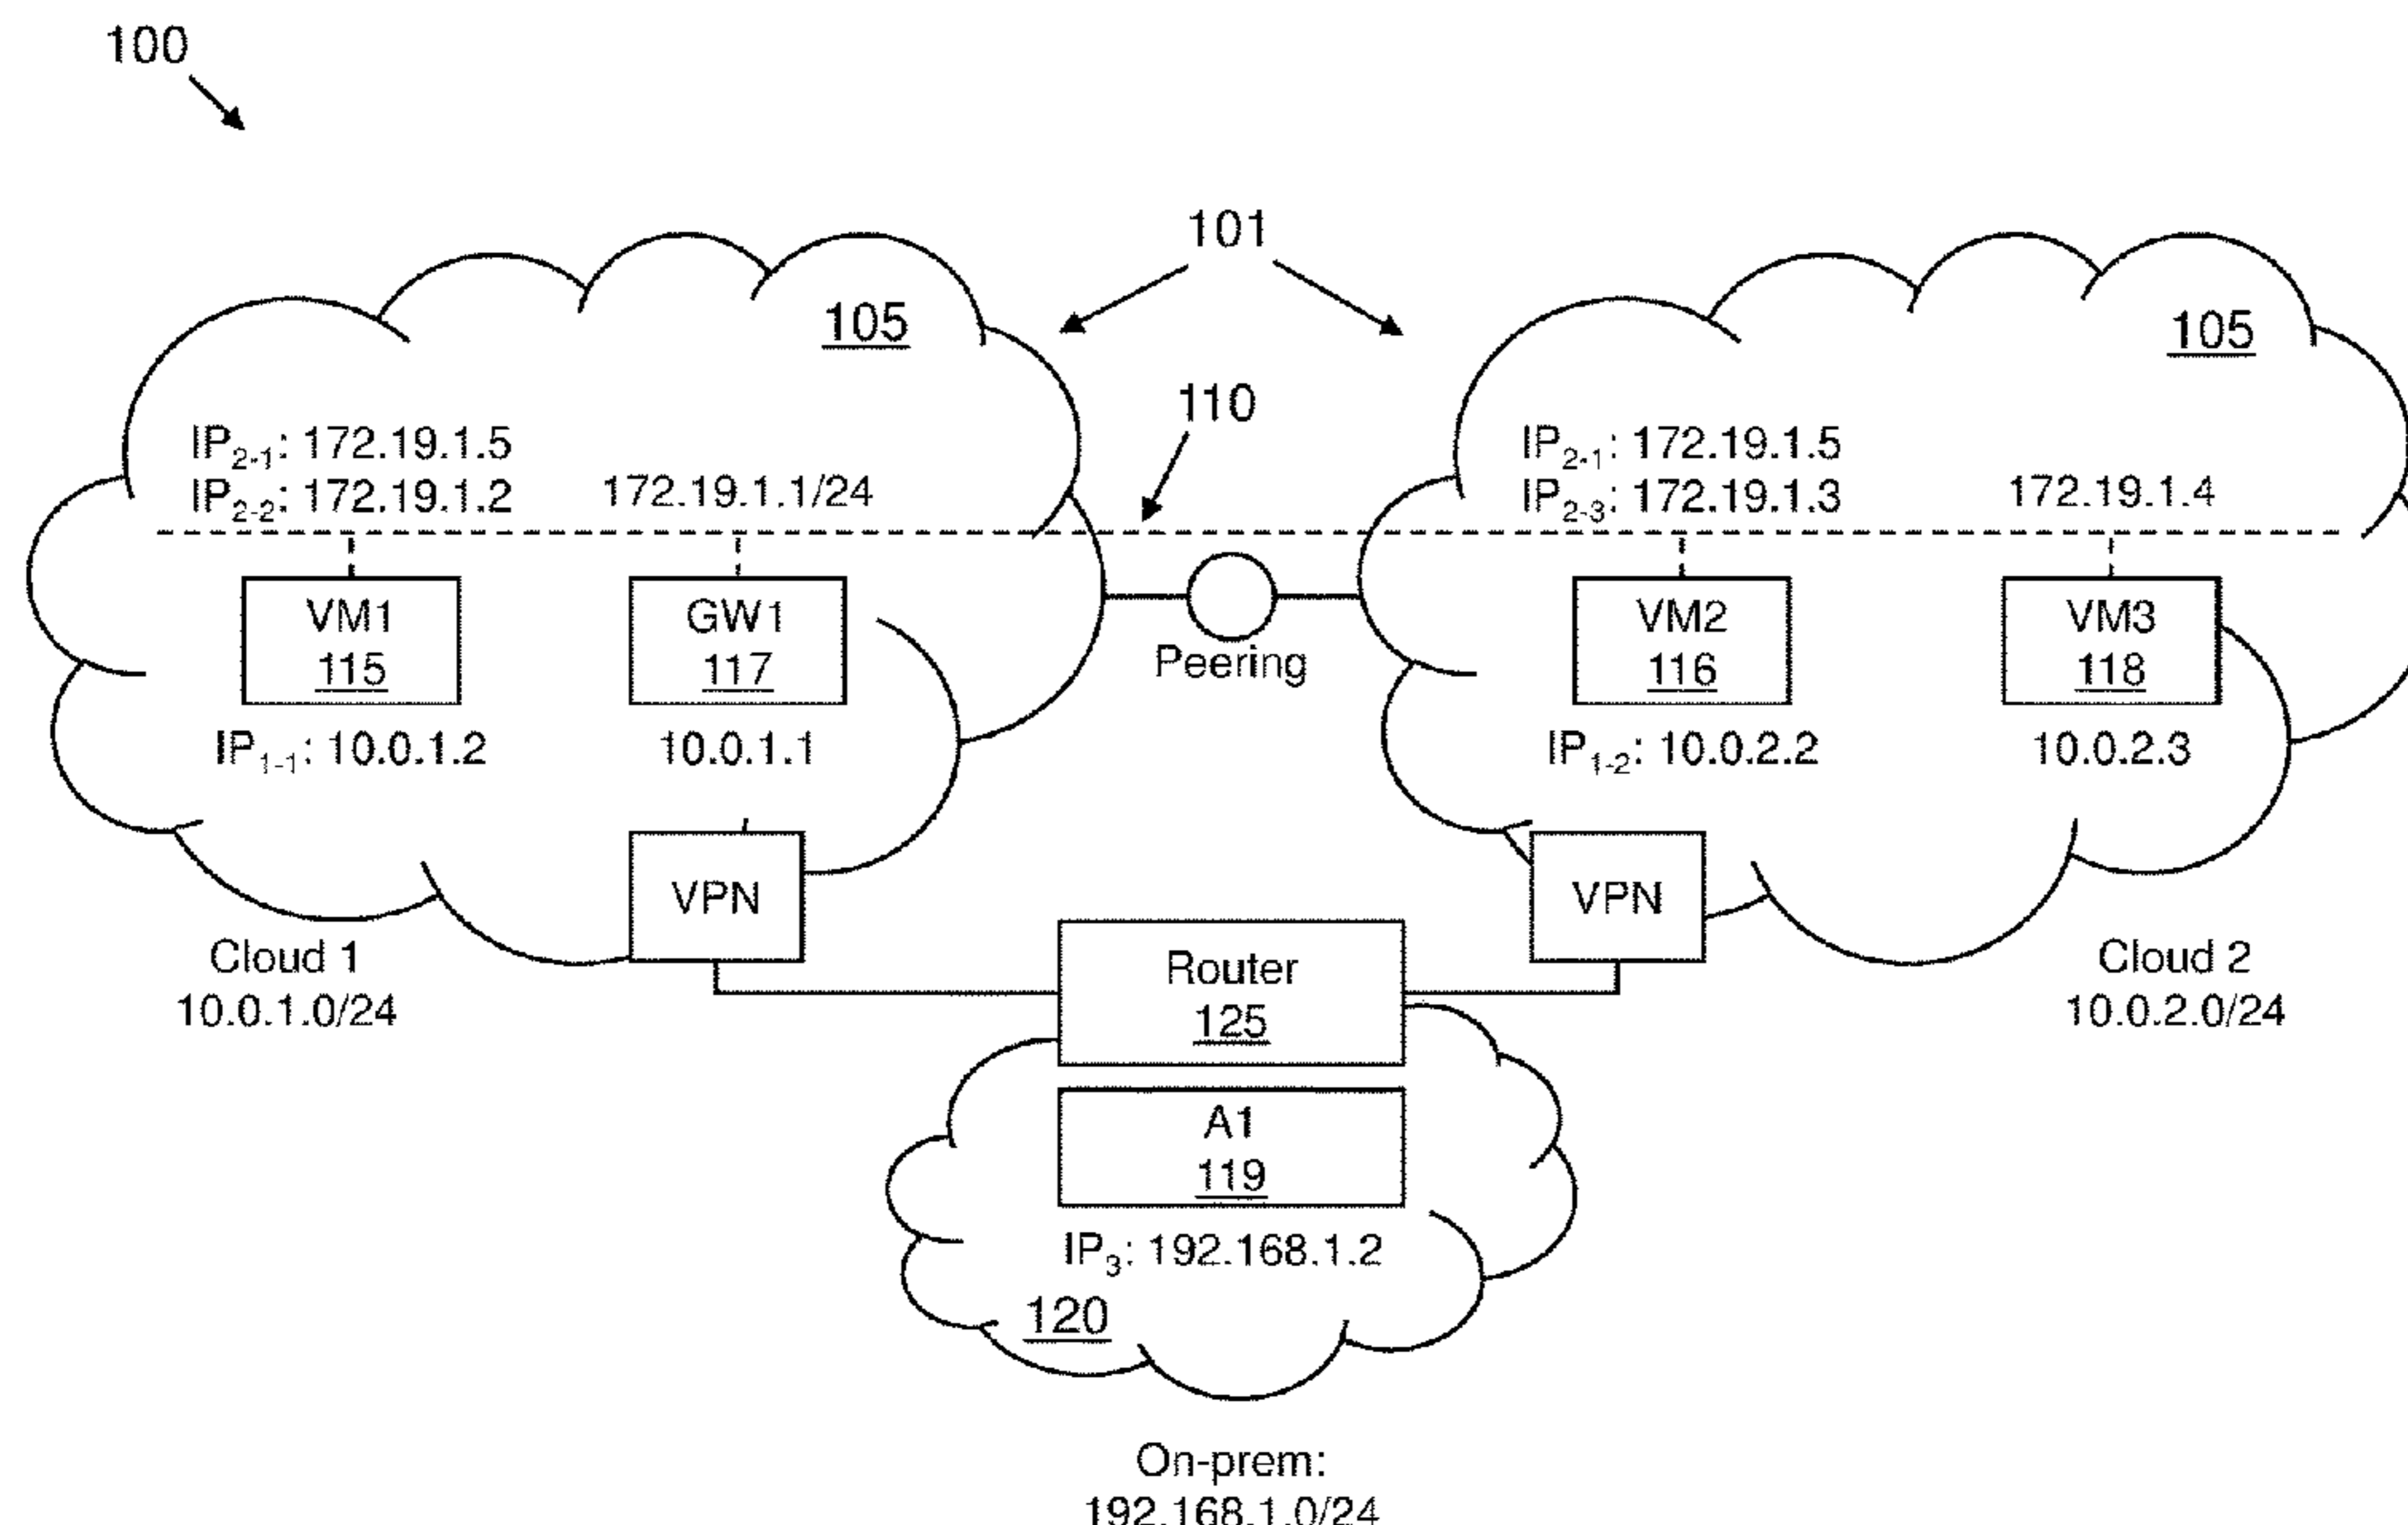 100
101
105
105
110
IP2-1: 172.19.1.5
IP2-2: 172.19.1.2
172.19.1.1/24
IP2-1: 172.19.1.5
IP2-3: 172.19.1.3
172.19.1.4
VM1
115
GW1
117
Peering
VM2
116
VM3
118
IP1-1: 10.0.1.2
10.0.1.1
IP1-2: 10.0.2.2
10.0.2.3
VPN
VPN
Cloud 1
10.0.1.0/24
Router
125
Cloud 2
10.0.2.0/24
A1
119
IP3: 192.168.1.2
120
On-prem:
192.168.1.0/24